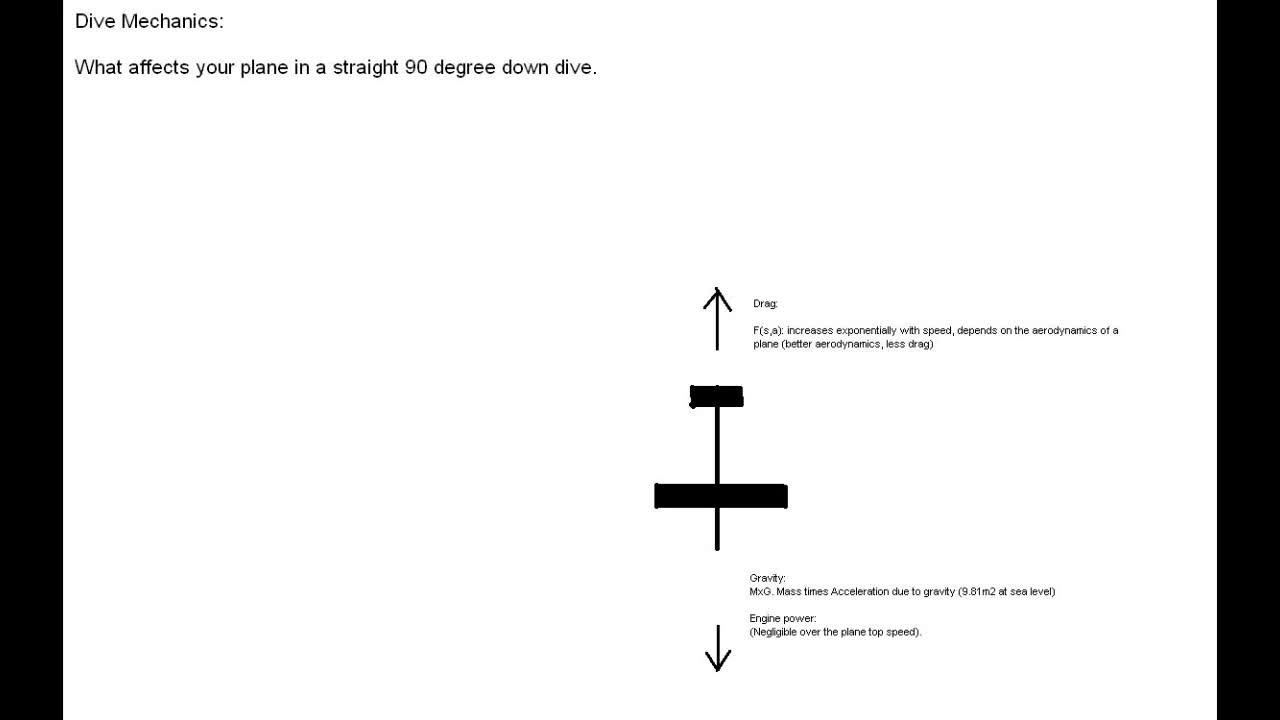 Dive Mechanics:
What affects your plane in a straight 90 degree down dive.
Drag:
F(s,a): increases exponentially with speed, depends on the aerodynamics of a
plane (better aerodynamics, less drag)
Gravity:
MxG. Mass times Acceleration due to gravity (9.81m2 at sea level)
Engine power:
(Negligible over the plane top speed).